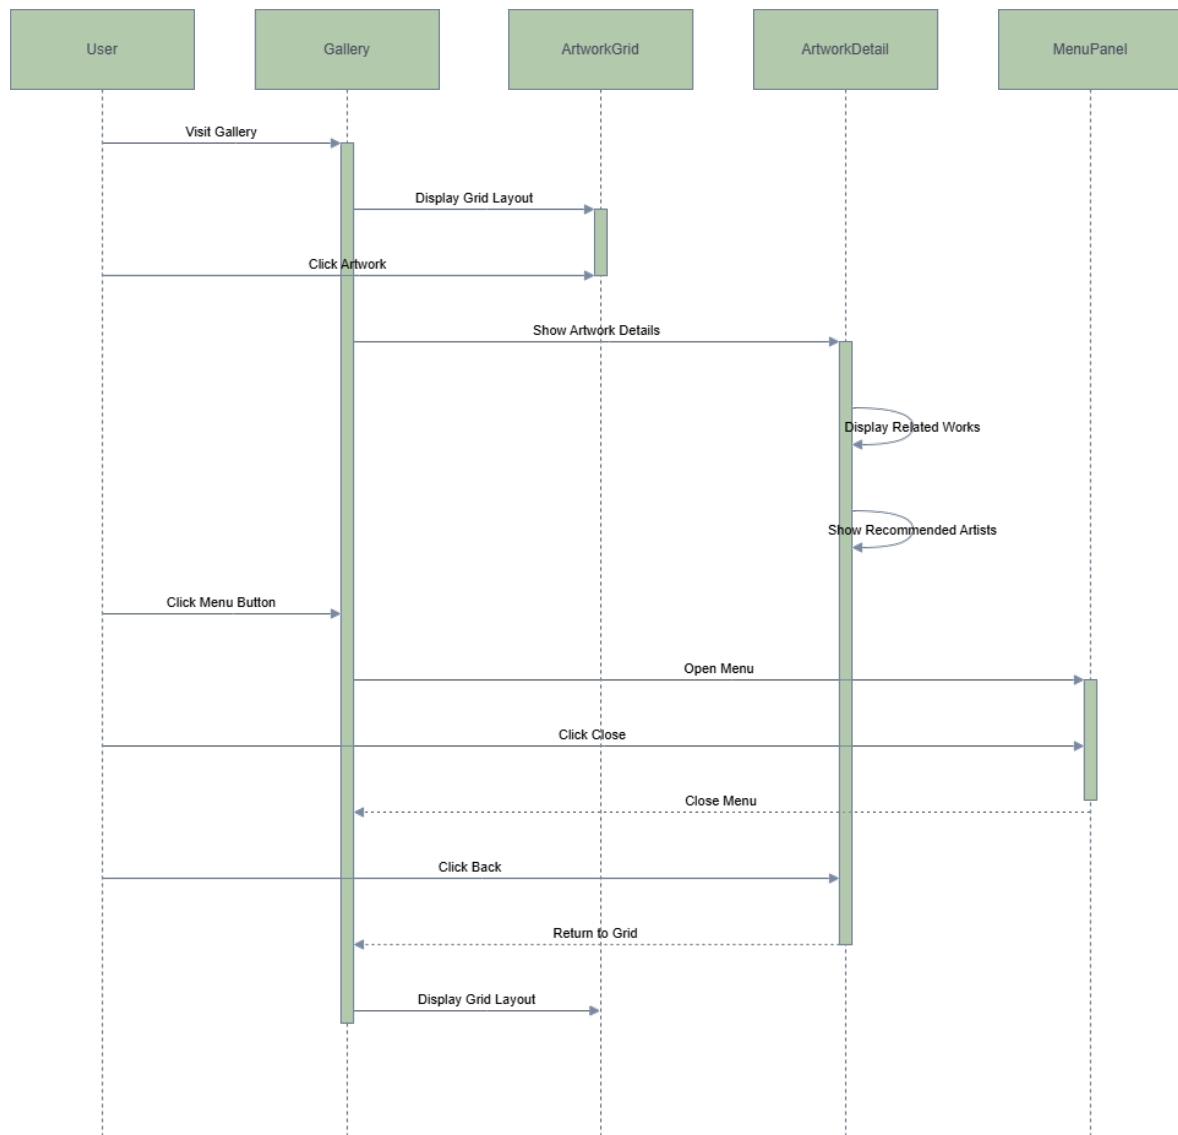 User
Gallery
ArtworkGrid
ArtworkDetail
MenuPanel
Visit Gallery
Display Grid Layout
Click Artwork
Show Artwork Details
Display Related Works
Show Recommended Artists
Click Menu Button
Open Menu
Click Close
Close Menu
Click Back
Return to Grid
Display Grid Layout